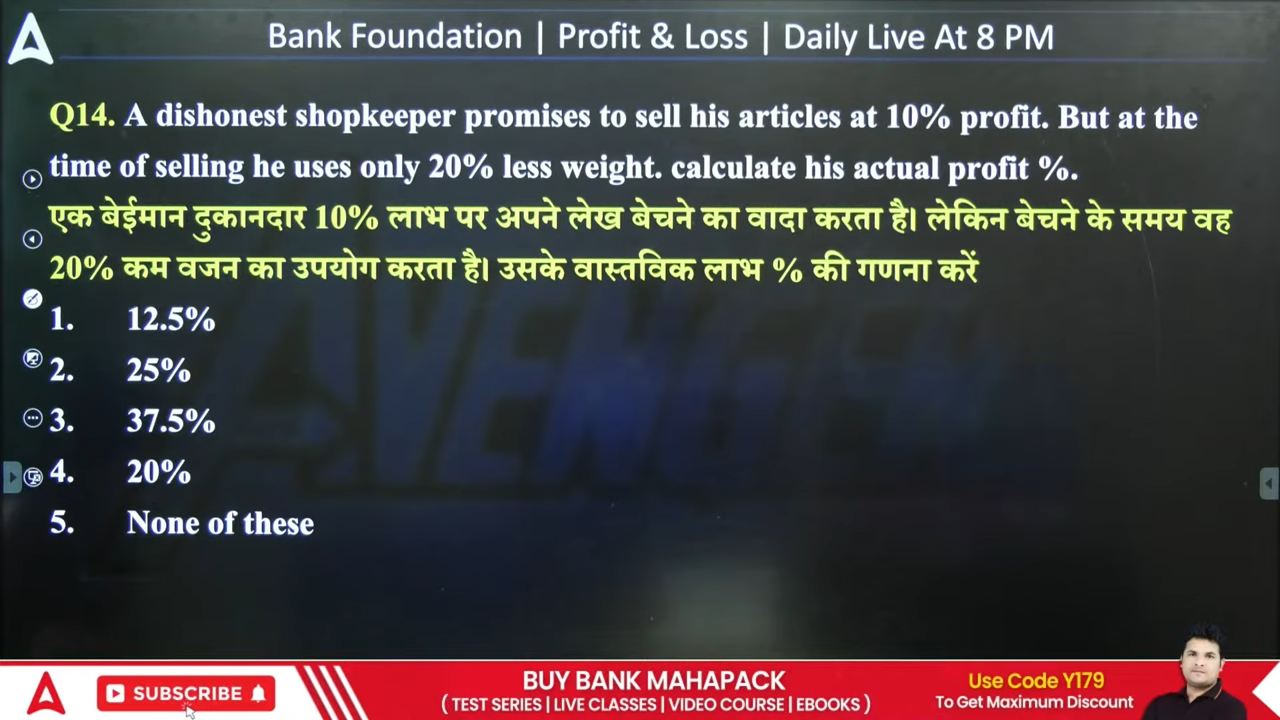 Bank Foundation | Profit & Loss | Daily Live At 8 PM
Q14. A dishonest shopkeeper promises to sell his articles at 10% profit. But at the
time of selling he uses only 20% less weight. calculate his actual profit %.
एक बेईमान दुकानदार 10% लाभ पर अपने लेख बेचने का वादा करता है। लेकिन बेचने के समय वह
20% कम वजन का उपयोग करता है। उसके वास्तविक लाभ % की गणना करें
1. 12.5%
2. 25%
3. 37.5%
4. 20%
5. None of these
AVENGER
SUBSCRIBE
BUY BANK MAHAPACK
( TEST SERIES | LIVE CLASSES | VIDEO COURSE | EBOOKS )
Use Code Y179
To Get Maximum Discount